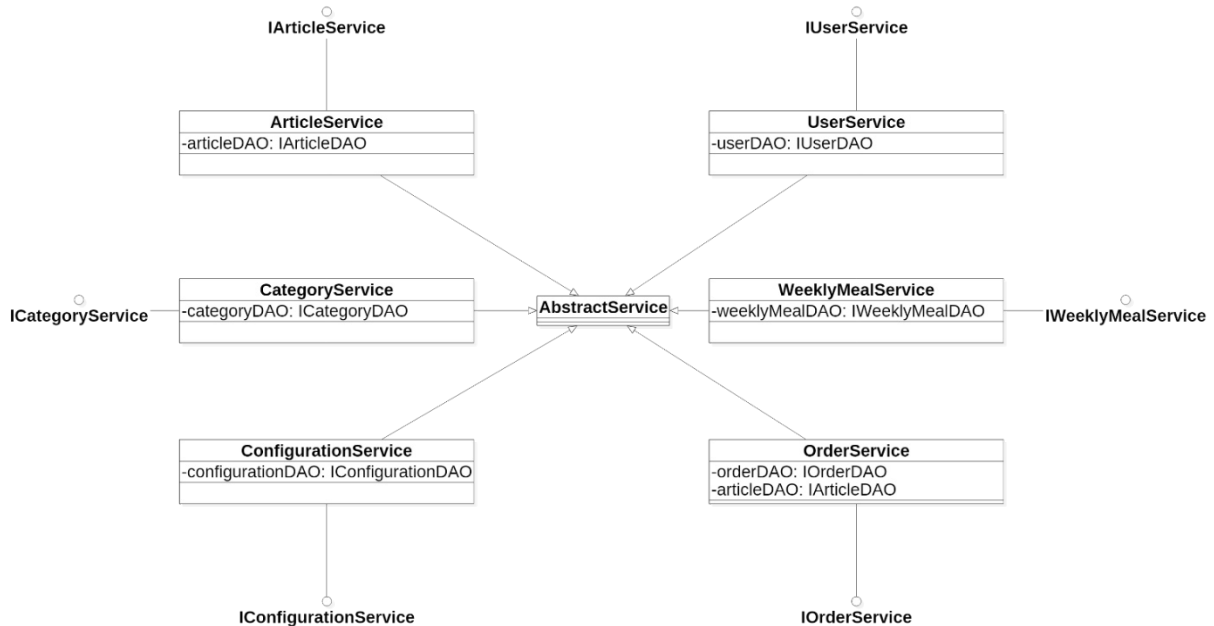 IArticleService
IUserService
ArticleService
-articleDAO: IArticleDAO
UserService
-userDAO: IUserDAO
ICategoryService
CategoryService
-categoryDAO: ICategoryDAO
AbstractService
WeeklyMealService
-weeklyMealDAO: IWeeklyMealDAO
IWeeklyMealService
ConfigurationService
-configurationDAO: IConfigurationDAO
OrderService
-orderDAO: IOrderDAO
-articleDAO: IArticleDAO
IConfigurationService
IOrderService